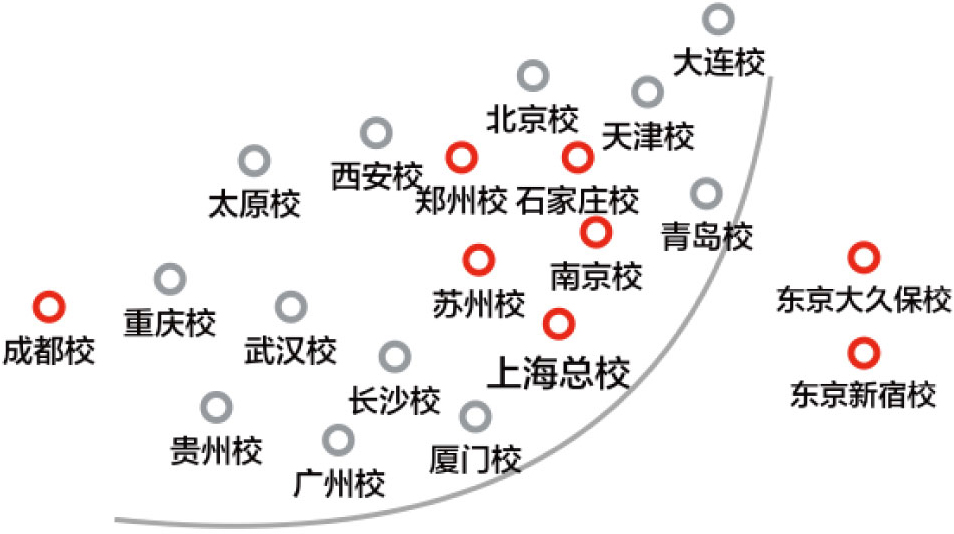 大连校
北京校
天津校
西安校
郑州校
石家庄校
太原校
青岛校
南京校
苏州校
东京大久保校
重庆校
成都校
武汉校
上海总校
东京新宿校
长沙校
贵州校
厦门校
广州校